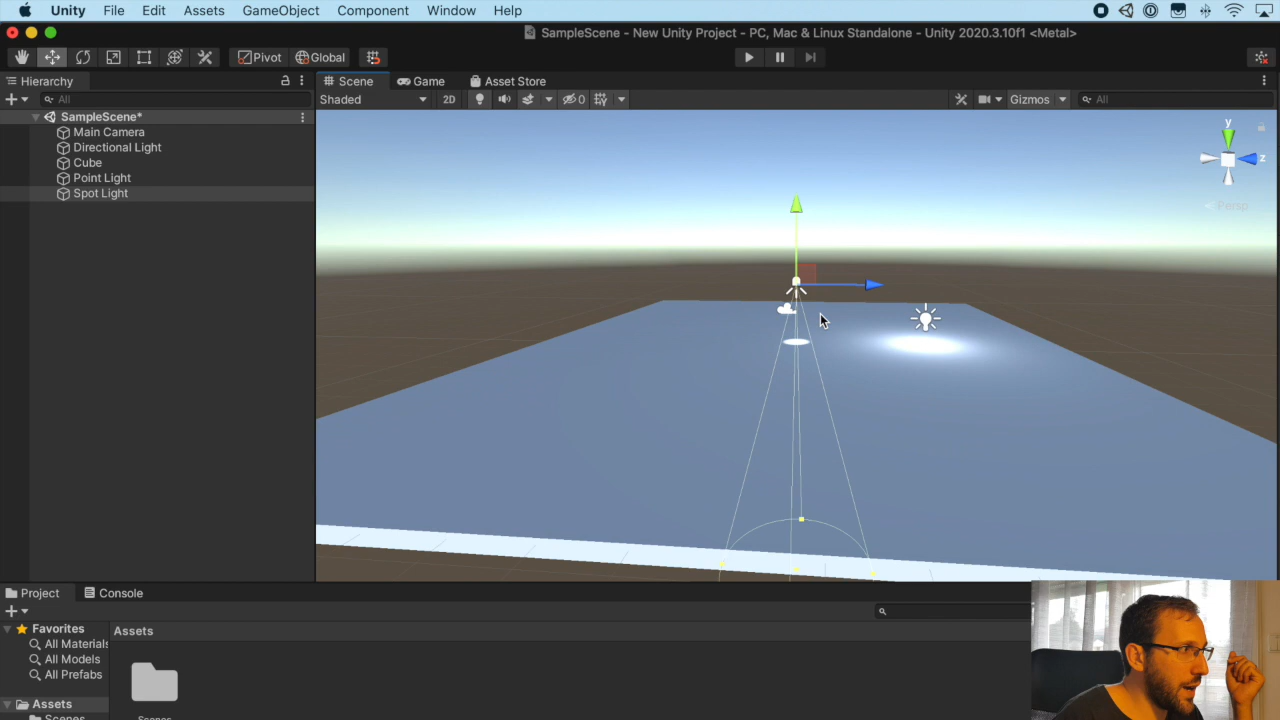 Unity File Edit Assets GameObject Component Window Help
SampleScene - New Unity Project - PC, Mac & Linux Standalone - Unity 2020.3.10f1 <Metal>
Pivot Global
Hierarchy
All
SampleScene*
Main Camera
Directional Light
Cube
Point Light
Spot Light
Scene Game Asset Store
Shaded 2D 0 Gizmos All
y
z
Persp
Project Console
Favorites
All Materials
All Models
All Prefabs
Assets
Scenes
Assets
Scenes